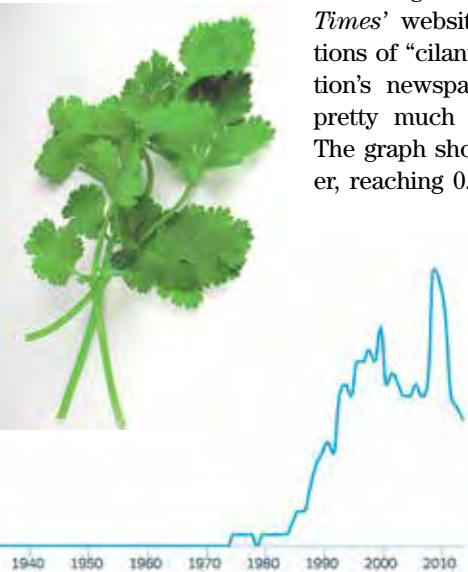 Times’ websit
tions of “cilant
tion’s newspa
pretty much
The graph sho
er, reaching 0.
1940 1950 1960 1970 1980 1990 2000 2010